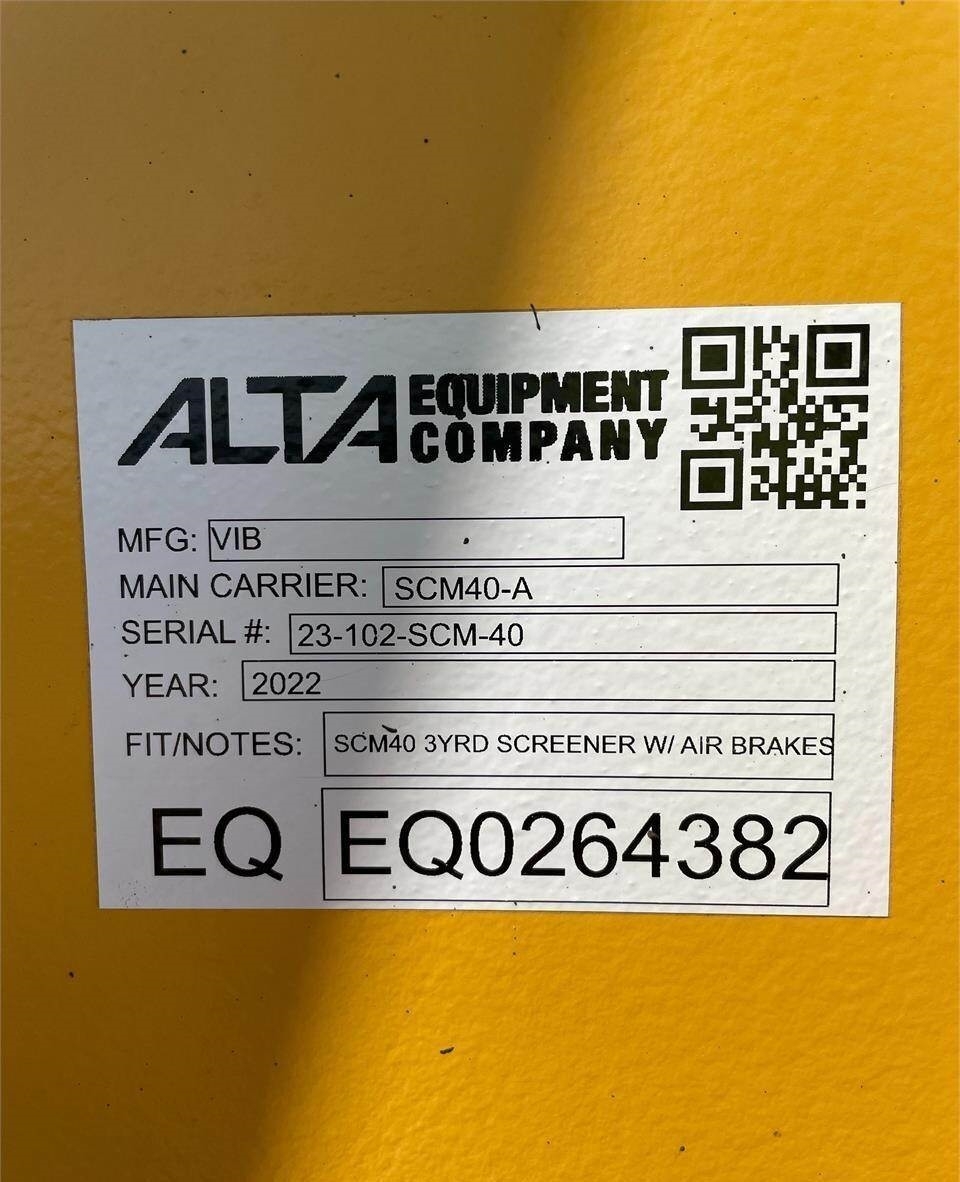 ALTA EQUIPMENT
COMPANY
MFG: VIB
MAIN CARRIER: SCM40-A
SERIAL #: 23-102-SCM-40
YEAR: 2022
FIT/NOTES: SCM40 3YRD SCREENER W/ AIR BRAKES
EQ EQ0264382